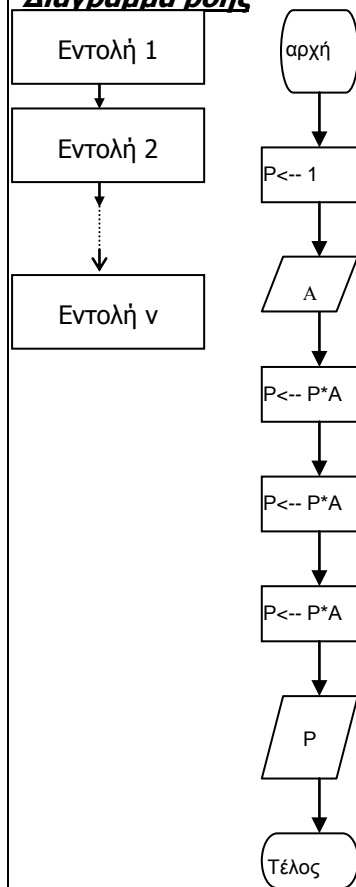 Διάγραμμα ροής
Εντολή 1
Εντολή 2
Εντολή ν
αρχή
P<-- 1
A
P<-- P*A
P<-- P*A
P<-- P*A
P
Τέλος